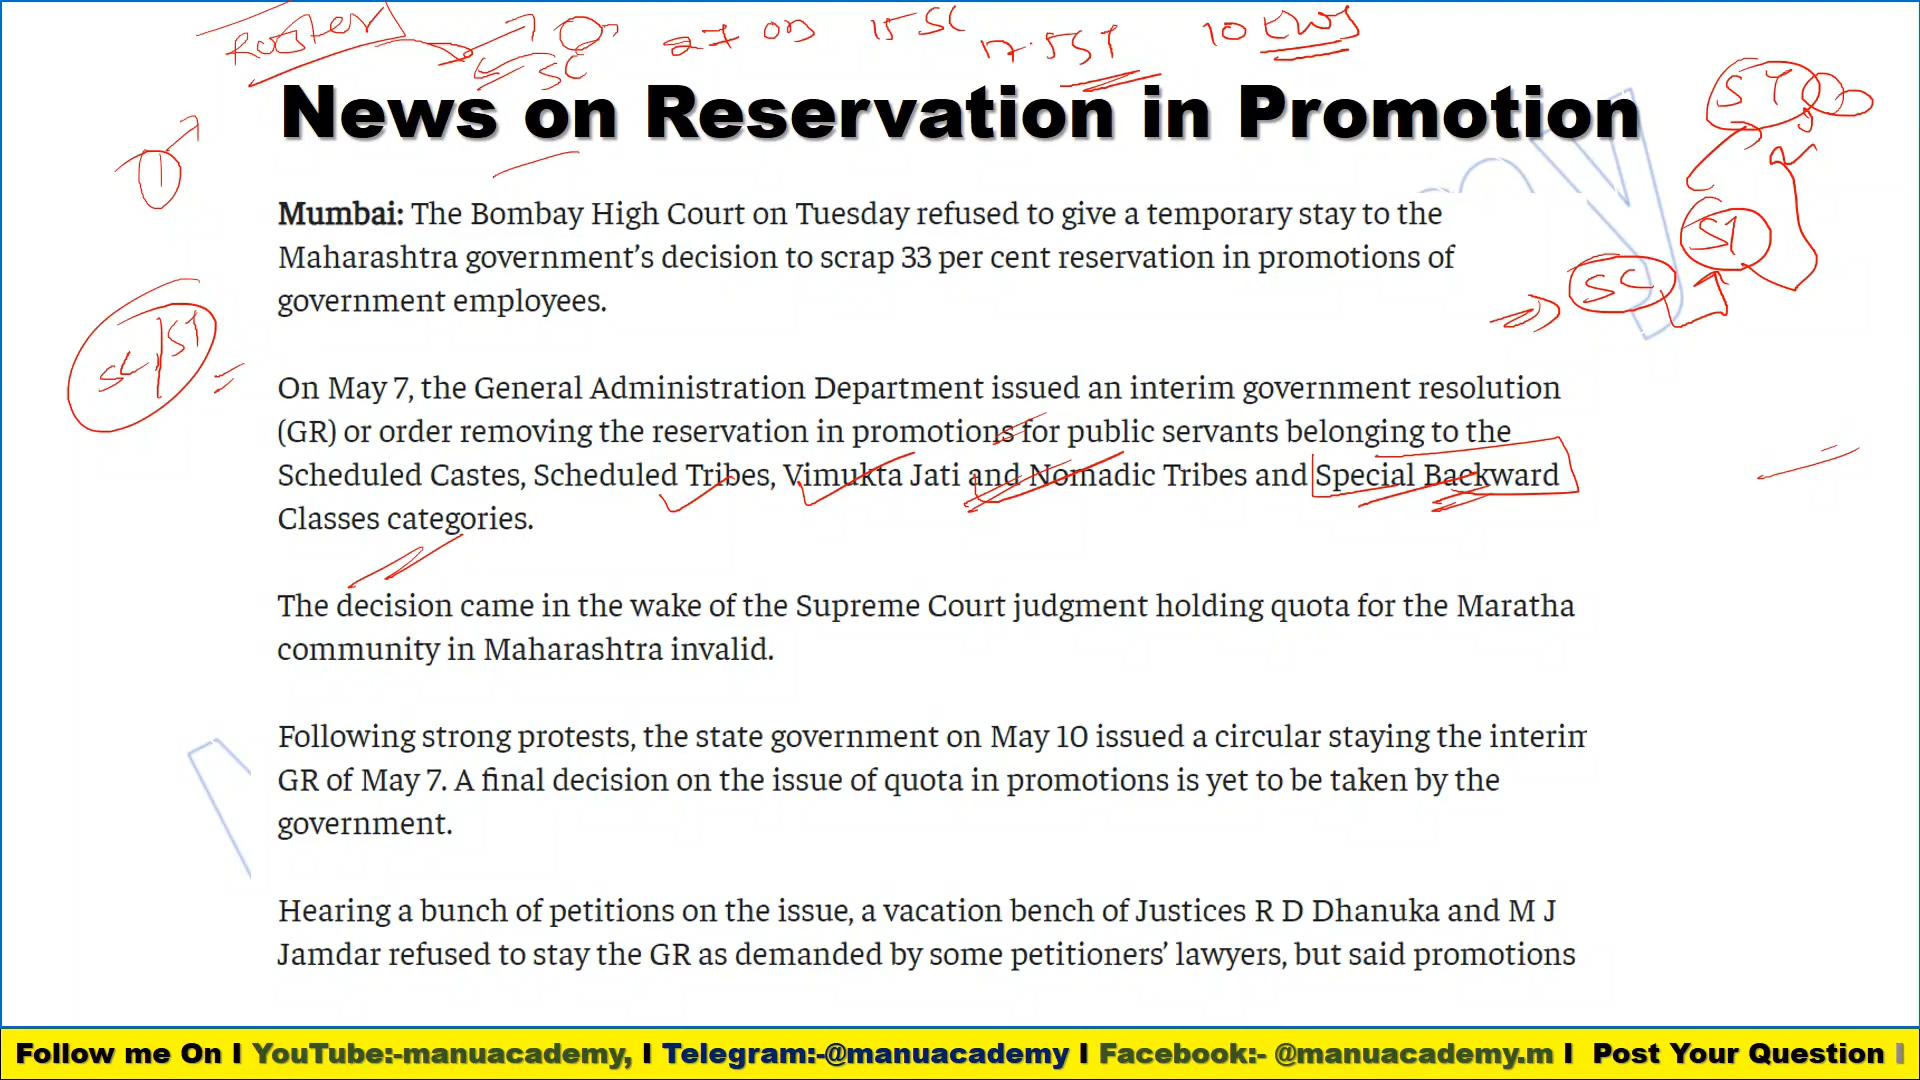 Roster
SC
27 OB
15 SC
17.5 ST
10 EWS
News on Reservation in Promotion
ST
1
Mumbai: The Bombay High Court on Tuesday refused to give a temporary stay to the
Maharashtra government’s decision to scrap 33 per cent reservation in promotions of
government employees.
ST
SC
SC/ST
On May 7, the General Administration Department issued an interim government resolution
(GR) or order removing the reservation in promotions for public servants belonging to the
Scheduled Castes, Scheduled Tribes, Vimukta Jati and Nomadic Tribes and Special Backward
Classes categories.
The decision came in the wake of the Supreme Court judgment holding quota for the Maratha
community in Maharashtra invalid.
Following strong protests, the state government on May 10 issued a circular staying the interim
GR of May 7. A final decision on the issue of quota in promotions is yet to be taken by the
government.
Hearing a bunch of petitions on the issue, a vacation bench of Justices R D Dhanuka and M J
Jamdar refused to stay the GR as demanded by some petitioners’ lawyers, but said promotions
Follow me On I YouTube:-manuacademy, I Telegram:-@manuacademy I Facebook:- @manuacademy.m I Post Your Question I